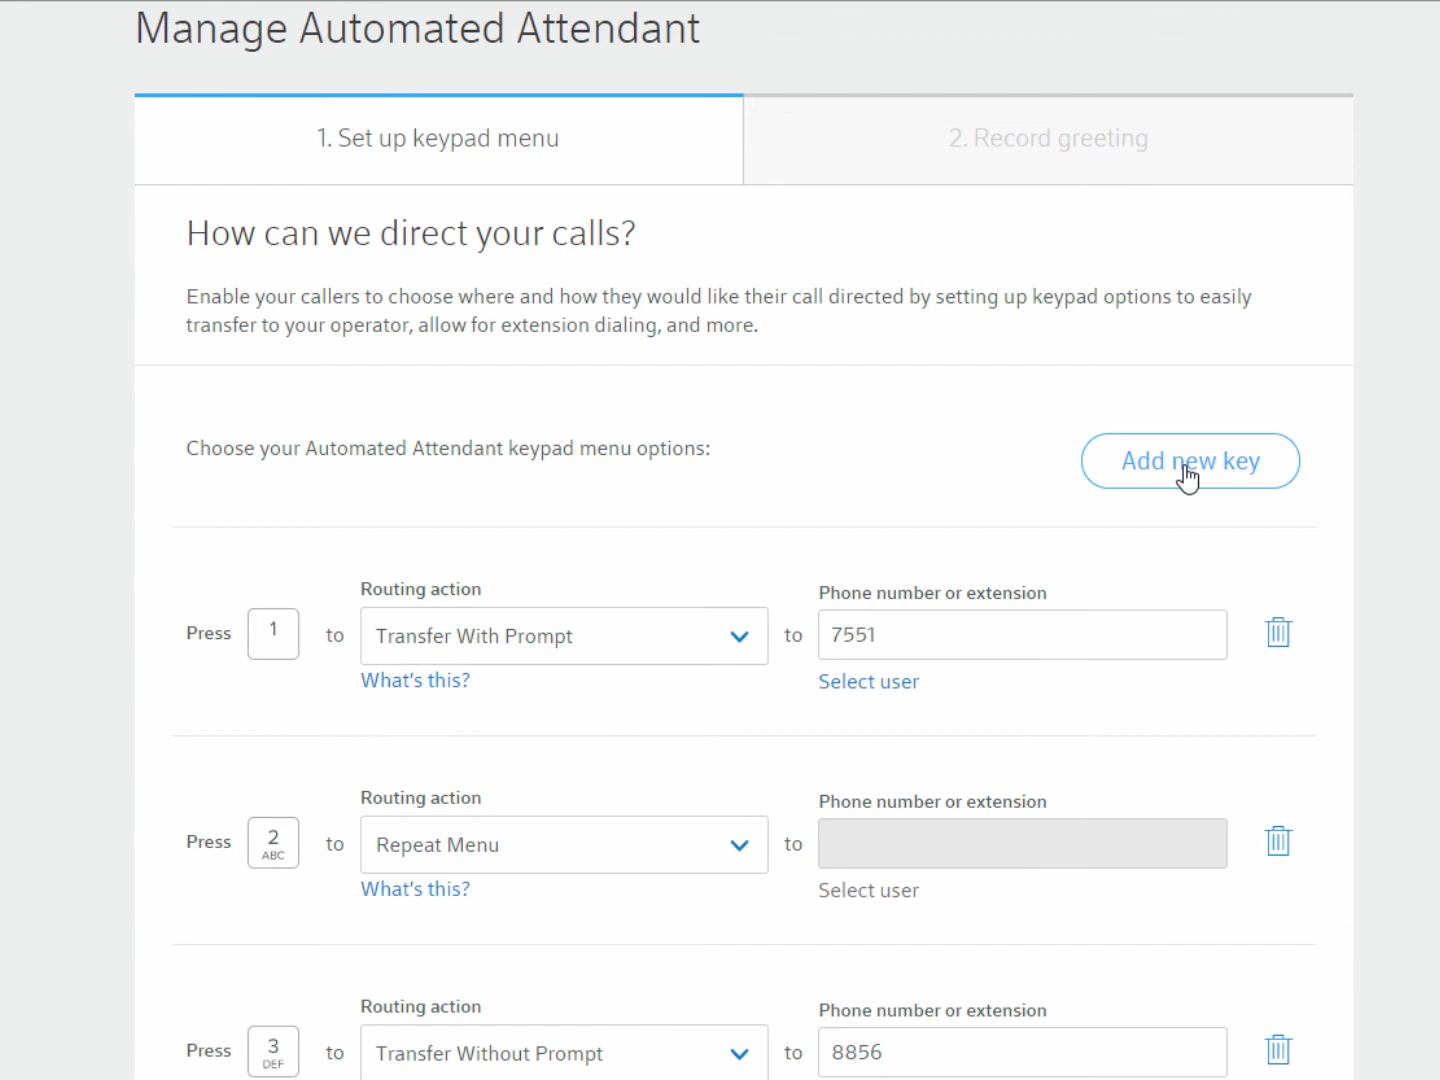 Manage Automated Attendant
1. Set up keypad menu
2. Record greeting
How can we direct your calls?
Enable your callers to choose where and how they would like their call directed by setting up keypad options to easily
transfer to your operator, allow for extension dialing, and more.
Choose your Automated Attendant keypad menu options:
Add new key
Routing action
Phone number or extension
Press 1 to Transfer With Prompt to 7551
What's this?
Select user
Routing action
Phone number or extension
Press 2 ABC to Repeat Menu to
What's this?
Select user
Routing action
Phone number or extension
Press 3 DEF to Transfer Without Prompt to 8856